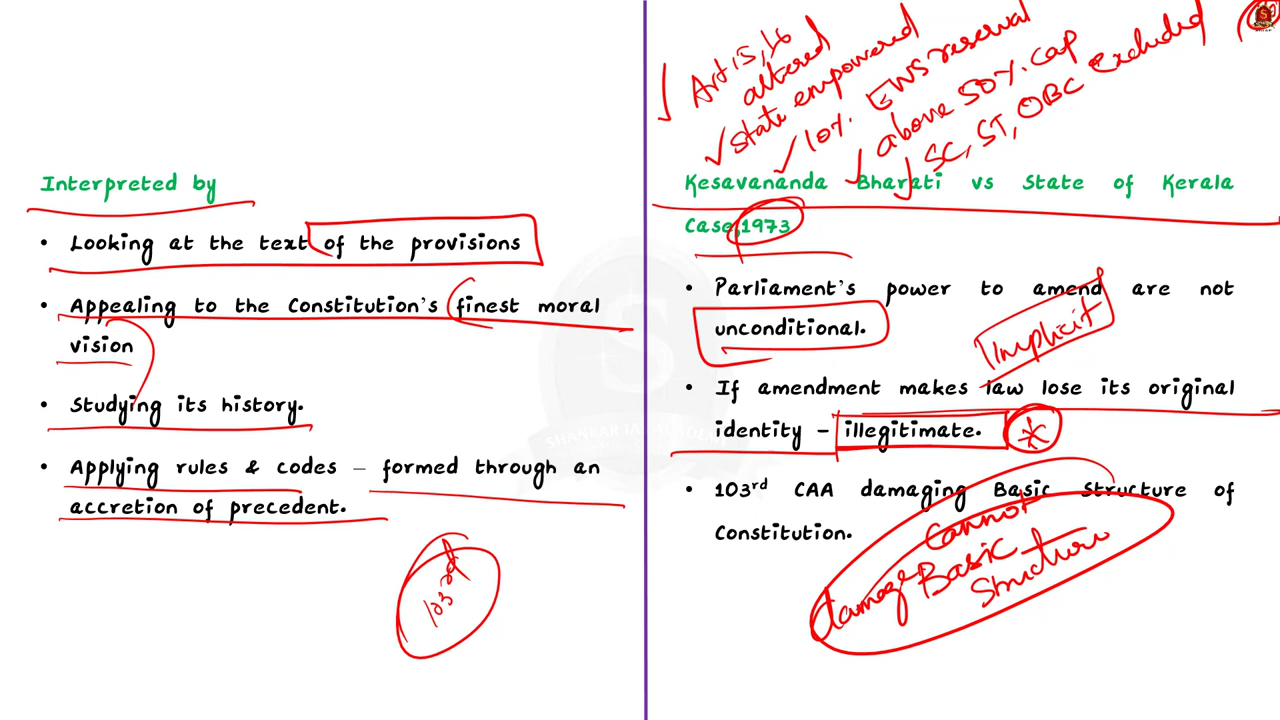 Interpreted by
• Looking at the text of the provisions
• Appealing to the Constitution's finest moral
vision
• Studying its history.
• Applying rules & codes – formed through an
accretion of precedent.
103rd
Art 15, 16
altered
State empowered
10% EWS reserval
above 50% cap
SC, ST, OBC excluded
Kesavananda Bharati vs State of Kerala
Case, 1973
• Parliament's power to amend are not
unconditional.
Implicit
• If amendment makes law lose its original
identity – illegitimate.
• 103rd CAA damaging Basic Structure of
Constitution.
Cannot
damage Basic
Structure
SHANKAR IAS ACADEMY